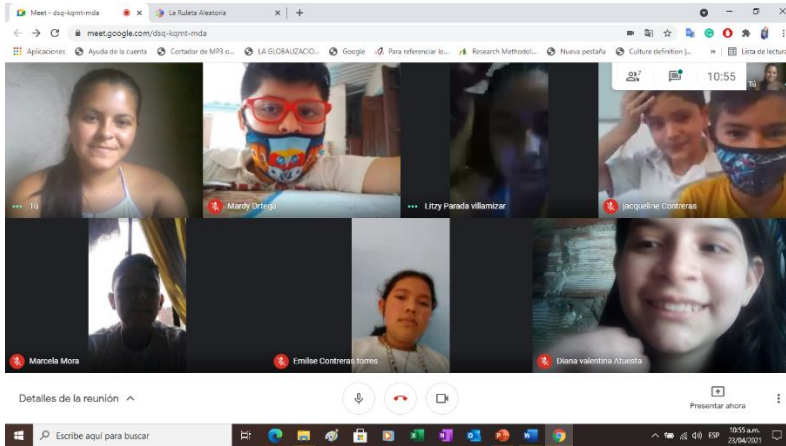 Meet - dsq-kqmt-mda
La Ruleta Aleatoria
meet.google.com/dsq-kqmt-mda
Aplicaciones
Ayuda de la cuenta
Cortador de MP3 o...
LA GLOBALIZACIO...
Google
Para referenciar lo...
Research Methodol...
Nueva pestaña
Culture definition |...
»
Lista de lectura
7
10:55
Tú
Tú
Mardy Ortega
Litzy Parada villamizar
jacqueline Contreras
Marcela Mora
Emilse Contreras torres
Diana valentina Atuesta
Detalles de la reunión
Presentar ahora
Escribe aquí para buscar
ESP
10:55 a.m.
23/04/2021